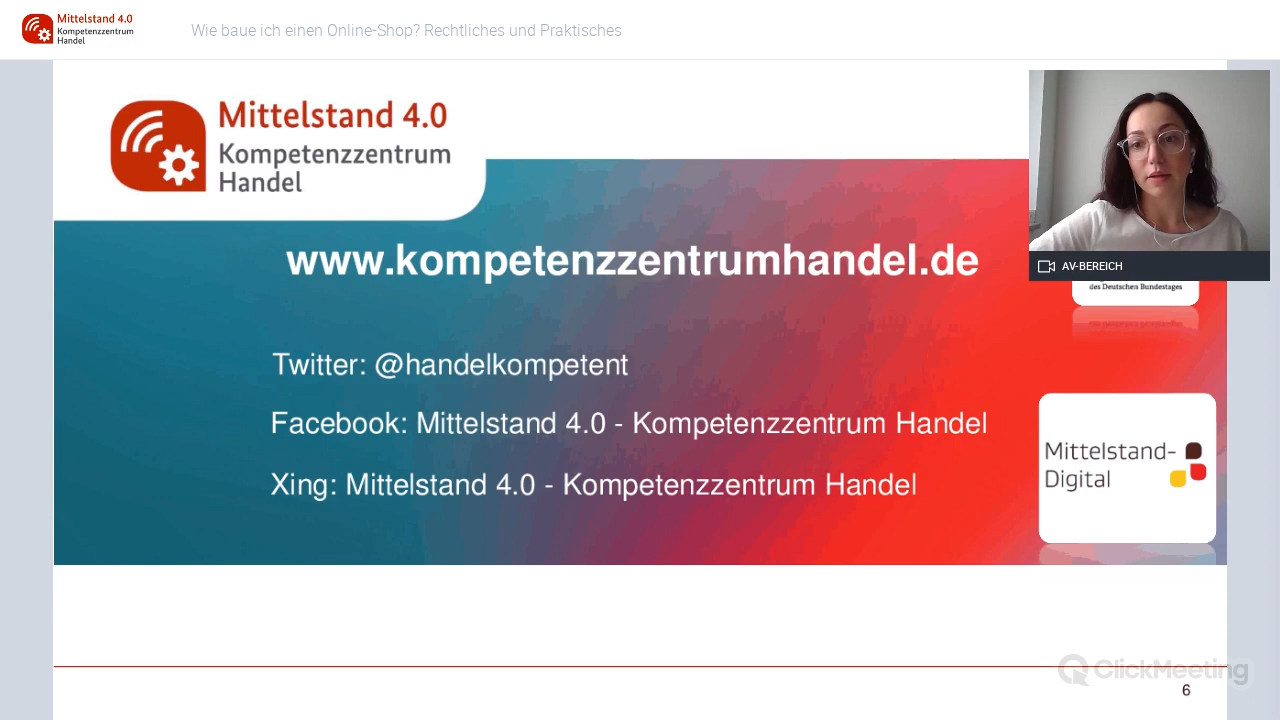 Mittelstand 4.0
Kompetenzzentrum
Handel
Wie baue ich einen Online-Shop? Rechtliches und Praktisches
Mittelstand 4.0
Kompetenzzentrum
Handel
www.kompetenzzentrumhandel.de
AV-BEREICH
des Deutschen Bundestages
Twitter: @handelkompetent
Facebook: Mittelstand 4.0 - Kompetenzzentrum Handel
Xing: Mittelstand 4.0 - Kompetenzzentrum Handel
Mittelstand-
Digital
ClickMeeting
6